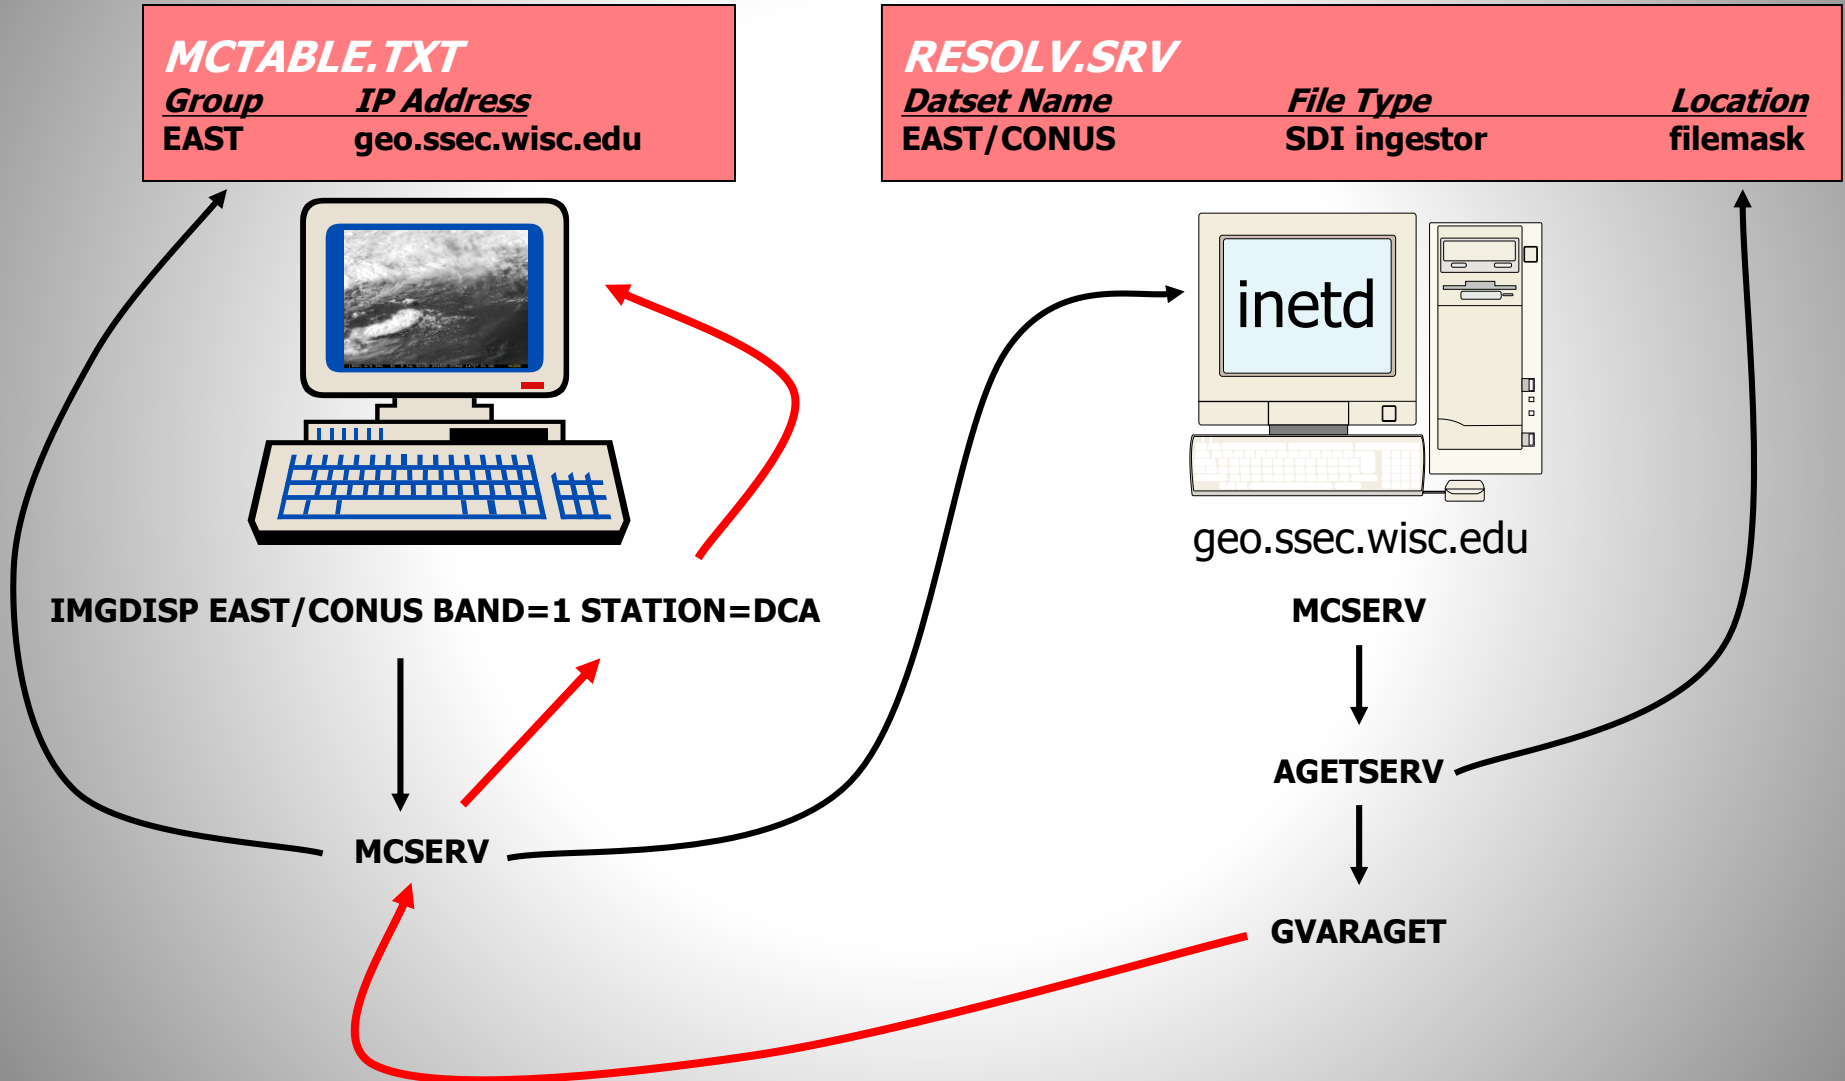 MCTABLE.TXT
Group IP Address
EAST geo.ssec.wisc.edu
RESOLV.SRV
Datset Name File Type Location
EAST/CONUS SDI ingestor filemask
inetd
geo.ssec.wisc.edu
IMGDISP EAST/CONUS BAND=1 STATION=DCA
MCSERV
MCSERV
AGETSERV
GVARAGET